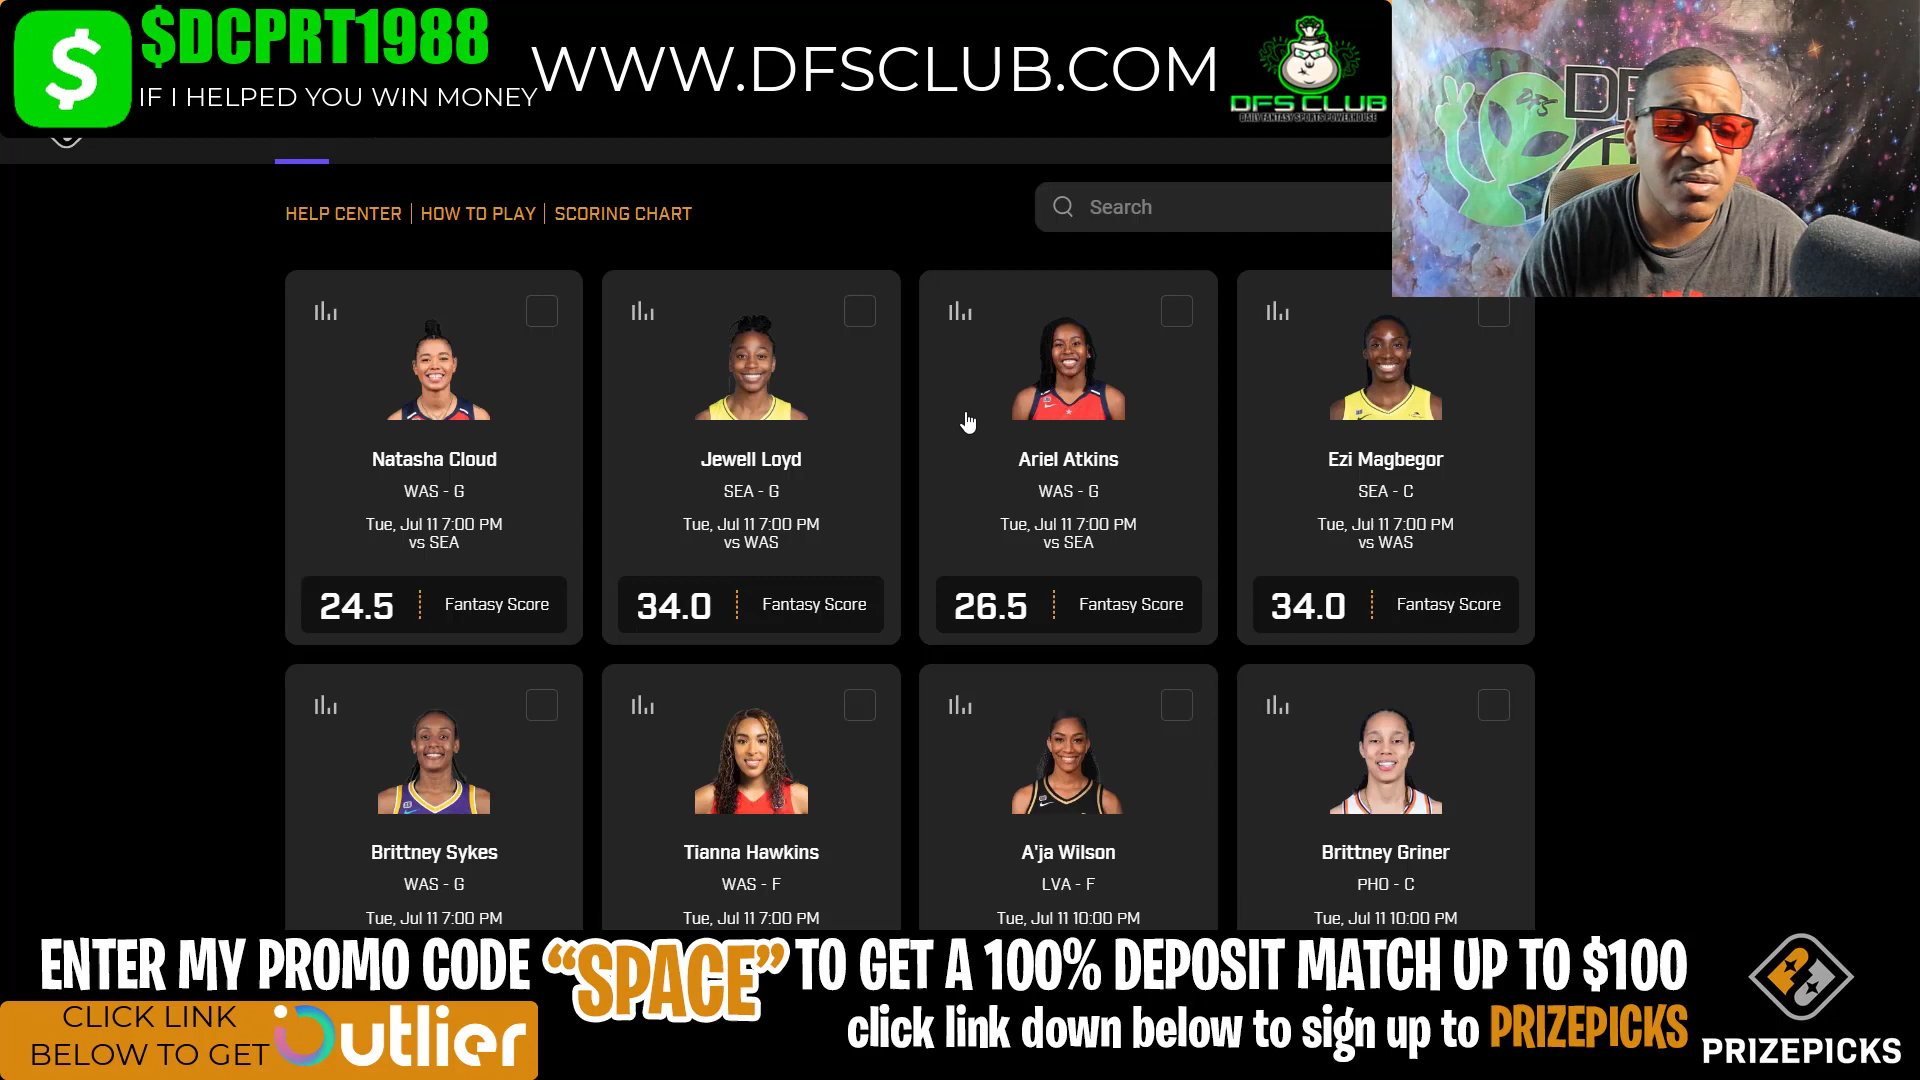 $DCPRT1988
IF I HELPED YOU WIN MONEY
WWW.DFSCLUB.COM
DFS CLUB
DAILY FANTASY SPORTS POWERHOUSE
HELP CENTER | HOW TO PLAY | SCORING CHART
Search
Natasha Cloud
WAS - G
Tue, Jul 11 7:00 PM
vs SEA
24.5 Fantasy Score
Jewell Loyd
SEA - G
Tue, Jul 11 7:00 PM
vs WAS
34.0 Fantasy Score
Ariel Atkins
WAS - G
Tue, Jul 11 7:00 PM
vs SEA
26.5 Fantasy Score
Ezi Magbegor
SEA - C
Tue, Jul 11 7:00 PM
vs WAS
34.0 Fantasy Score
Brittney Sykes
WAS - G
Tue, Jul 11 7:00 PM
Tianna Hawkins
WAS - F
Tue, Jul 11 7:00 PM
A'ja Wilson
LVA - F
Tue, Jul 11 10:00 PM
Brittney Griner
PHO - C
Tue, Jul 11 10:00 PM
ENTER MY PROMO CODE "SPACE" TO GET A 100% DEPOSIT MATCH UP TO $100
click link down below to sign up to PRIZEPICKS
CLICK LINK
BELOW TO GET
Outlier
PRIZEPICKS